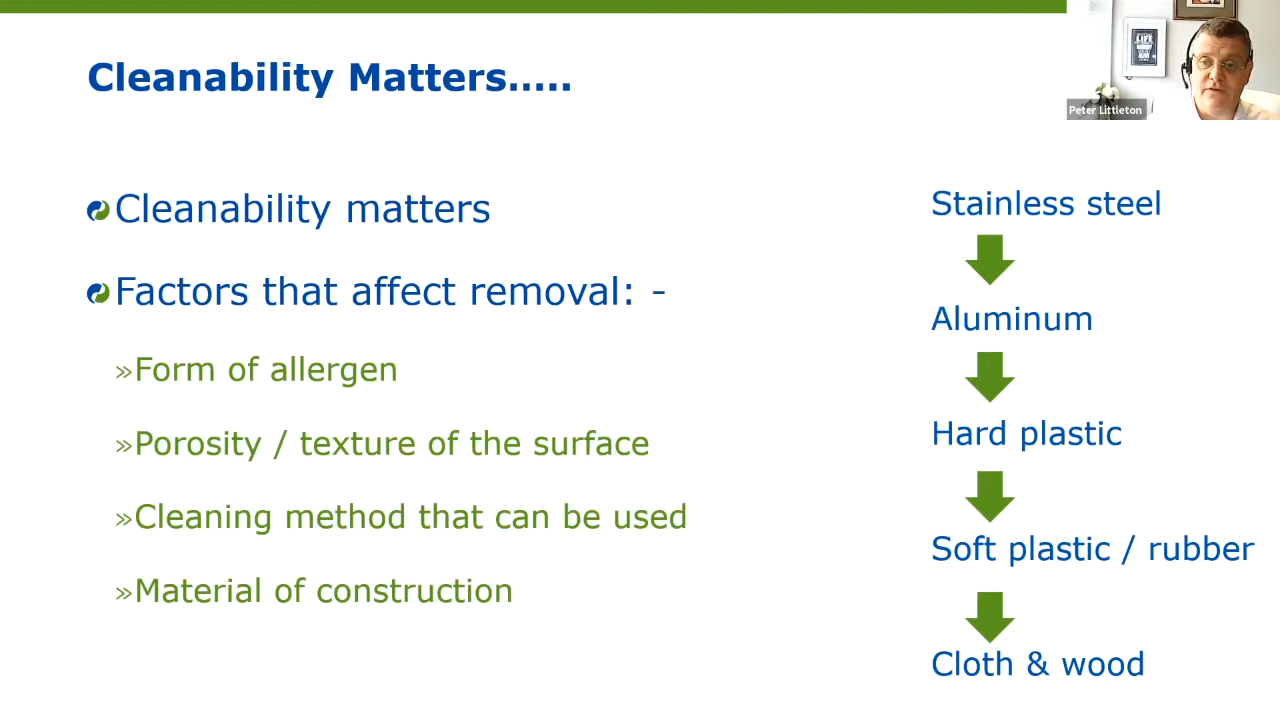 Cleanability Matters.....
Peter Littleton
Cleanability matters
Factors that affect removal: -
»Form of allergen
»Porosity / texture of the surface
»Cleaning method that can be used
»Material of construction
Stainless steel
Aluminum
Hard plastic
Soft plastic / rubber
Cloth & wood